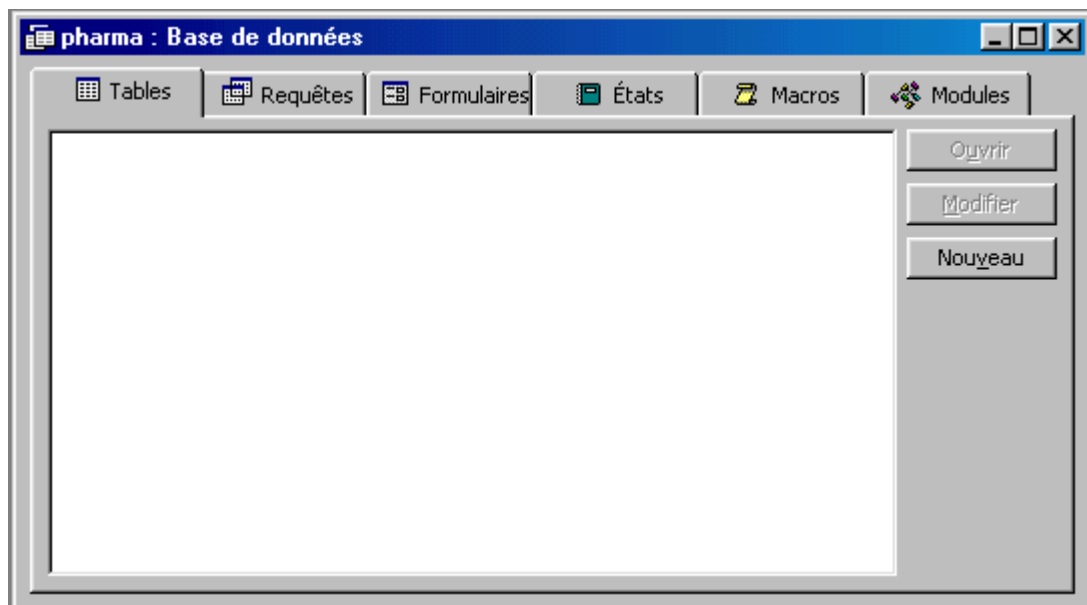 pharma : Base de données
Tables Requêtes Formulaires États Macros Modules
Ouvrir
Modifier
Nouveau